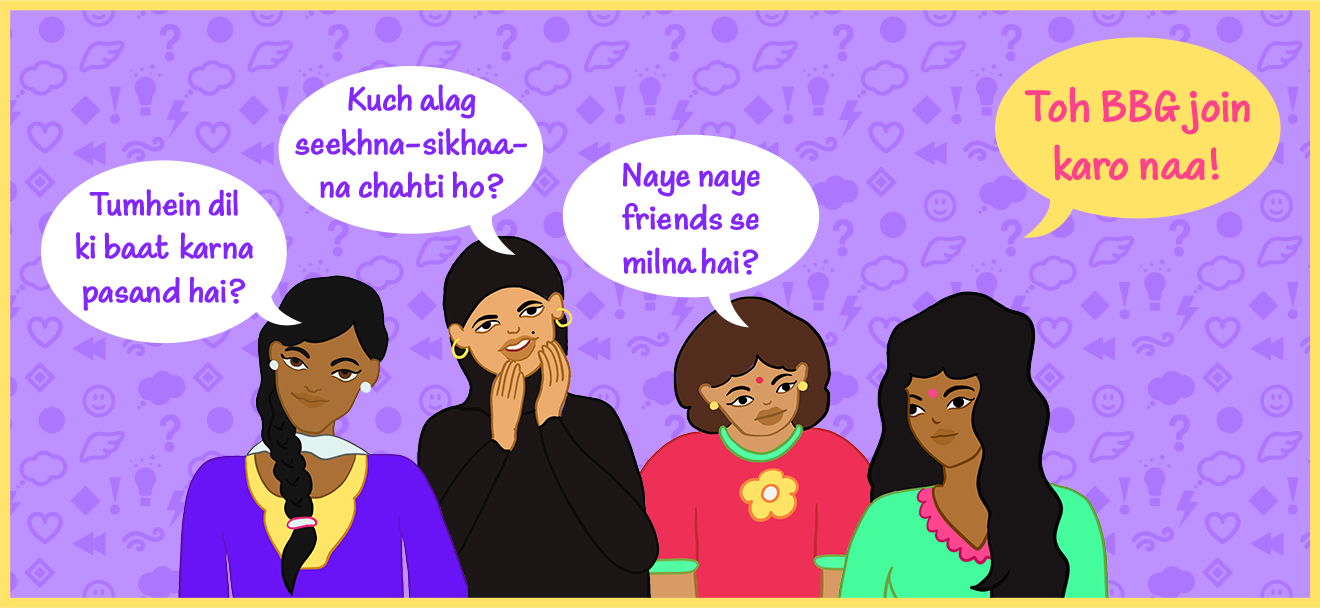 Tumhein dil
ki baat karna
pasand hai?
Kuch alag
seekhna-sikhaa-
na chahti ho?
Naye naye
friends se
milna hai?
Toh BBG join
karo naa!